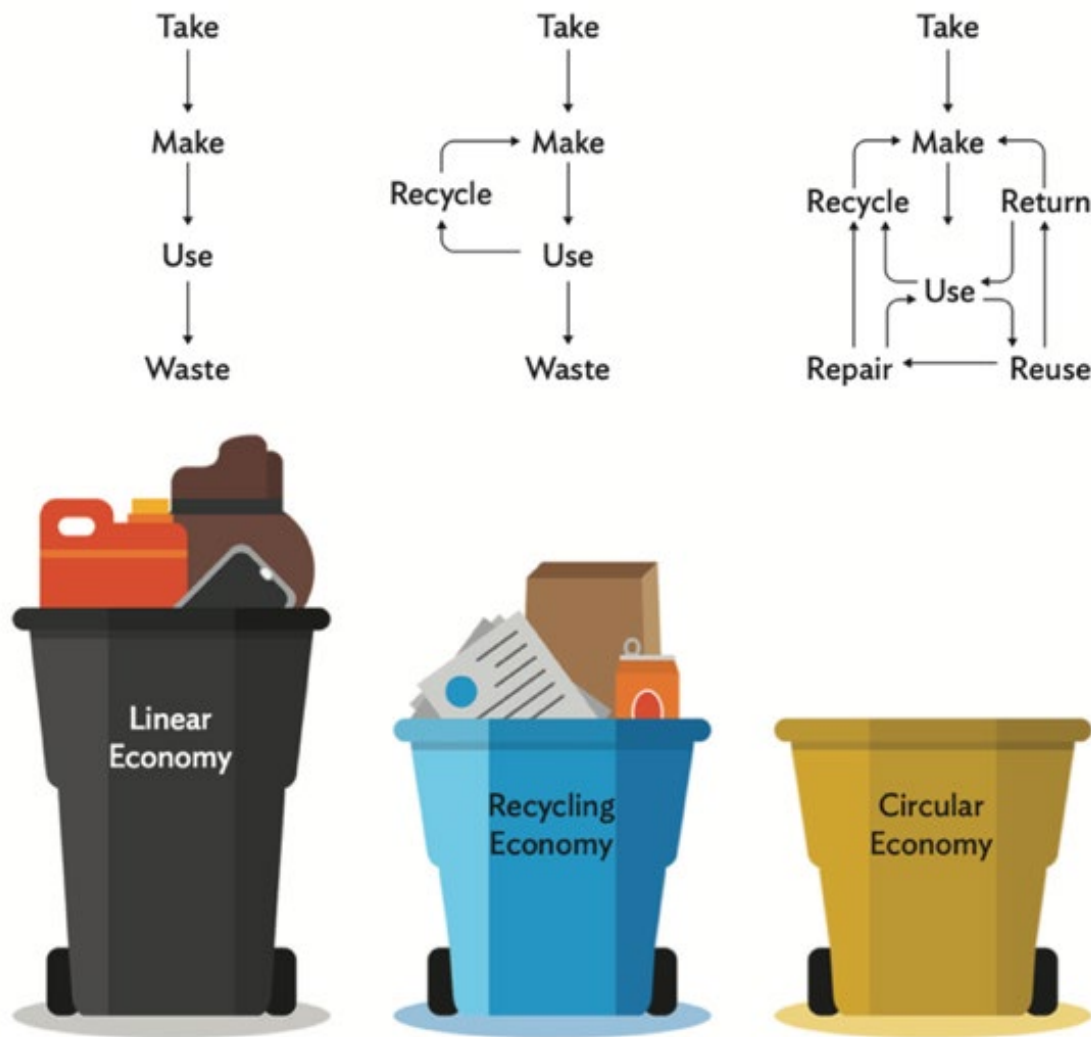 Take
Make
Use
Waste
Take
Make
Recycle
Use
Waste
Take
Make
Recycle
Return
Use
Repair
Reuse
Linear
Economy
Recycling
Economy
Circular
Economy